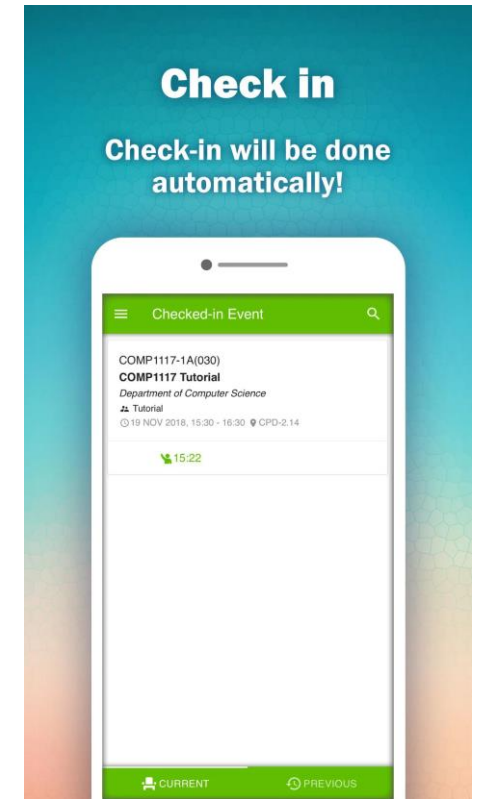 Check in
Check-in will be done
automatically!
Checked-in Event
COMP1117-1A(030)
COMP1117 Tutorial
Department of Computer Science
Tutorial
19 NOV 2018, 15:30 - 16:30 CPD-2.14
15:22
CURRENT PREVIOUS